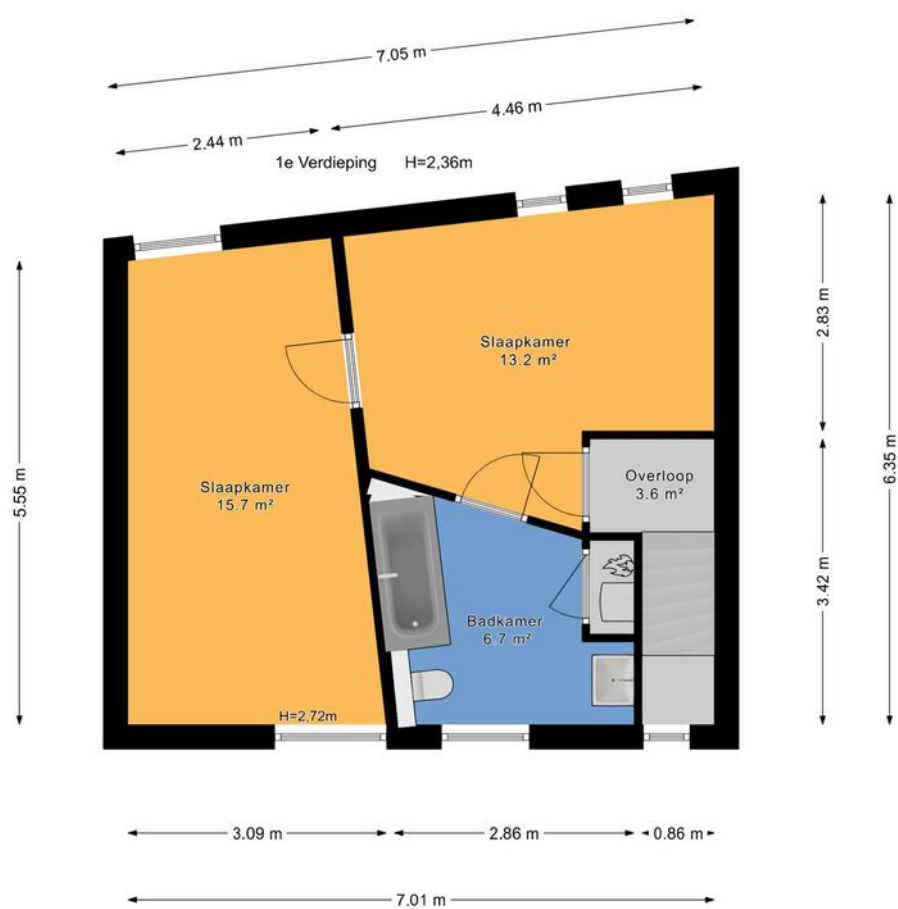 7.05 m
4.46 m
2.44 m
1e Verdieping H=2,36m
2.83 m
6.35 m
5.55 m
Slaapkamer
13.2 m²
Slaapkamer
15.7 m²
Overloop
3.6 m²
3.42 m
Badkamer
6.7 m²
H=2,72m
3.09 m
2.86 m
0.86 m
7.01 m